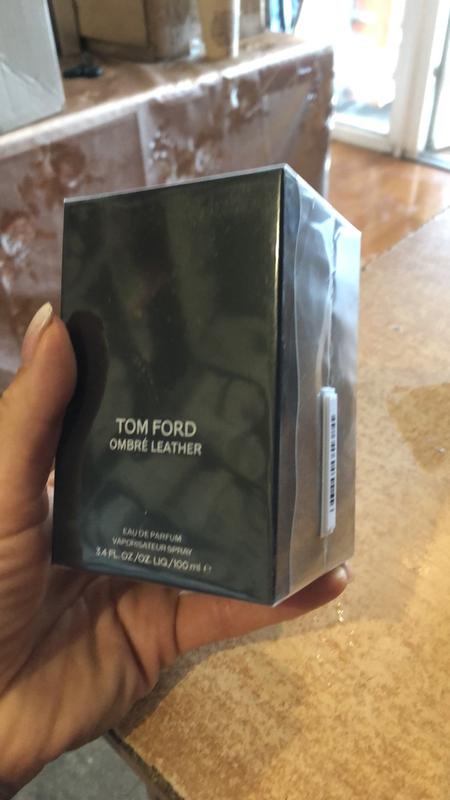 TOM FORD
OMBRÉ LEATHER
EAU DE PARFUM
VAPORISATEUR SPRAY
3.4 FL.OZ./OZ.LIQ./100 ml ℮